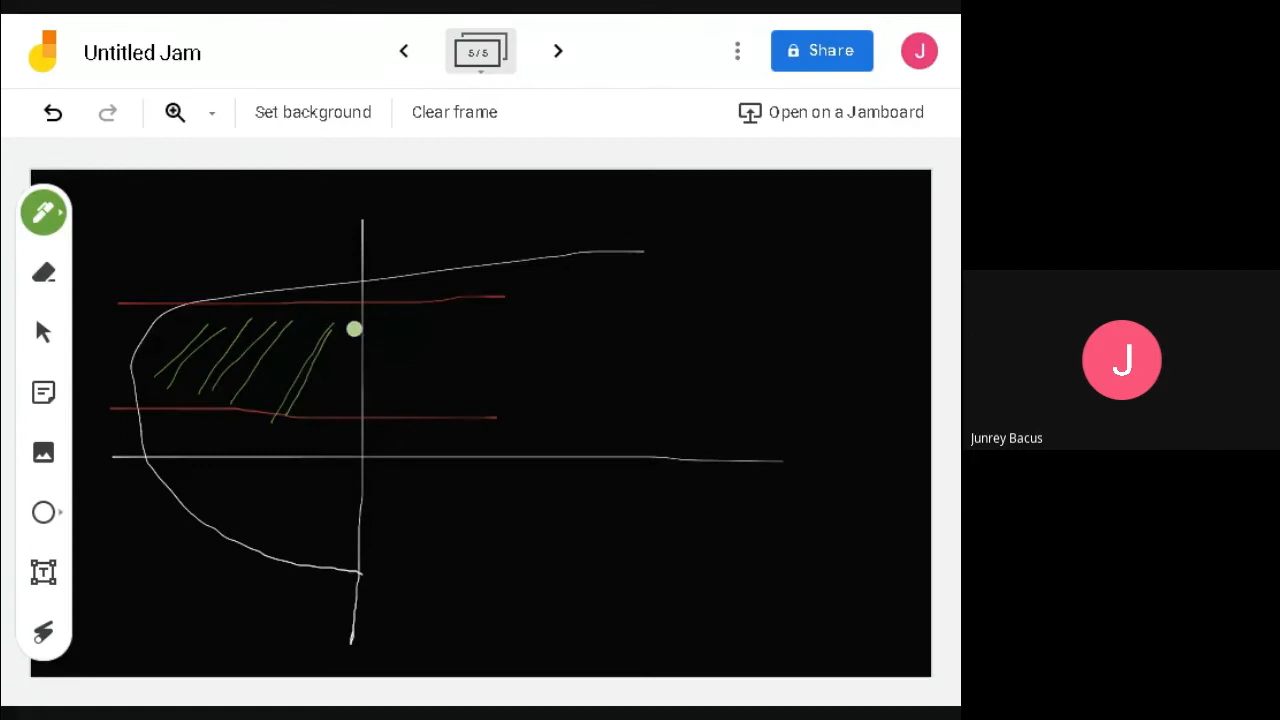 Untitled Jam
5/5
Share
J
Set background
Clear frame
Open on a Jamboard
T
J
Junrey Bacus